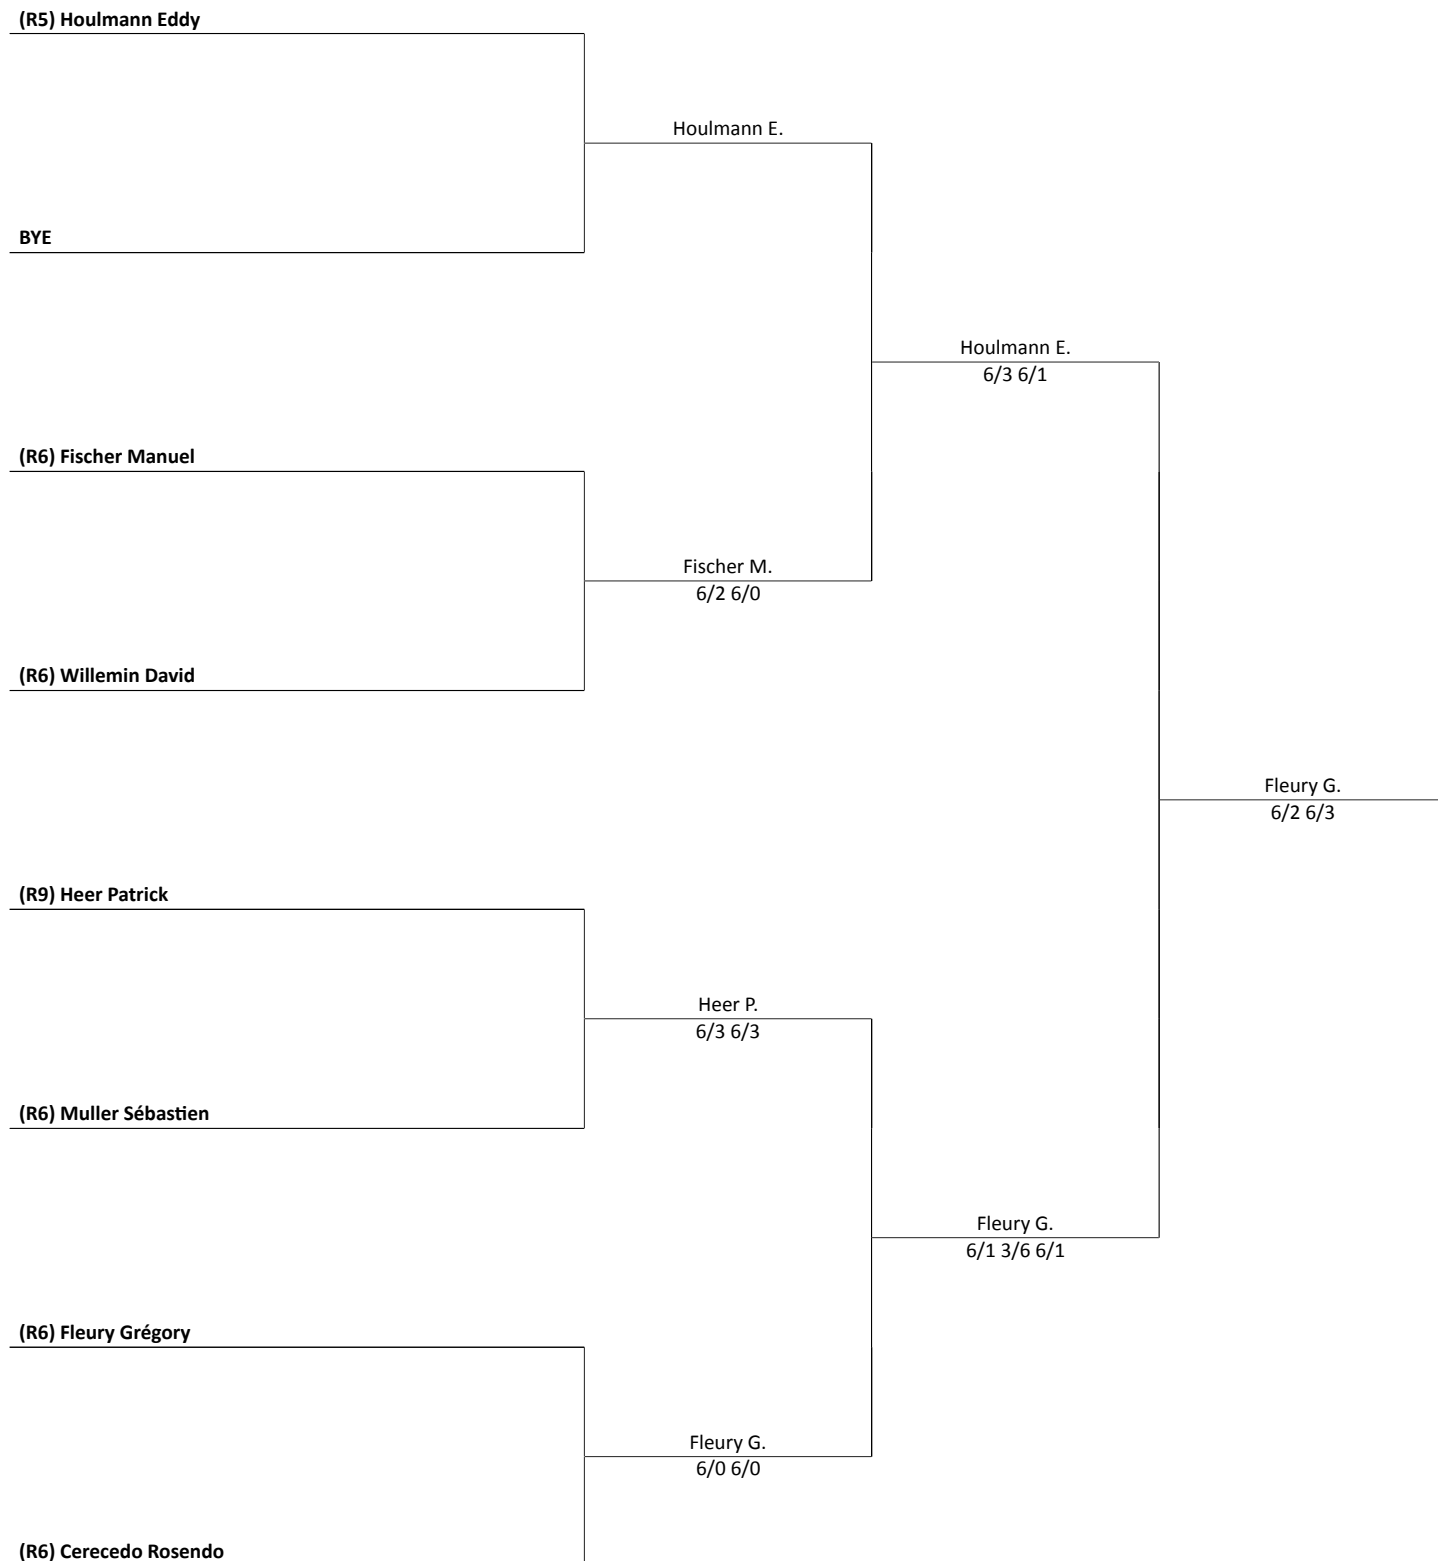 (R5) Houlmann Eddy
Houlmann E.
BYE
Houlmann E.
6/3 6/1
(R6) Fischer Manuel
Fischer M.
6/2 6/0
(R6) Willemin David
Fleury G.
6/2 6/3
(R9) Heer Patrick
Heer P.
6/3 6/3
(R6) Muller Sébastien
Fleury G.
6/1 3/6 6/1
(R6) Fleury Grégory
Fleury G.
6/0 6/0
(R6) Cerecedo Rosendo